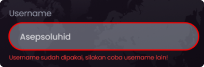 Username
Asepsoluhid
Username sudah dipakai, silakan coba username lain!